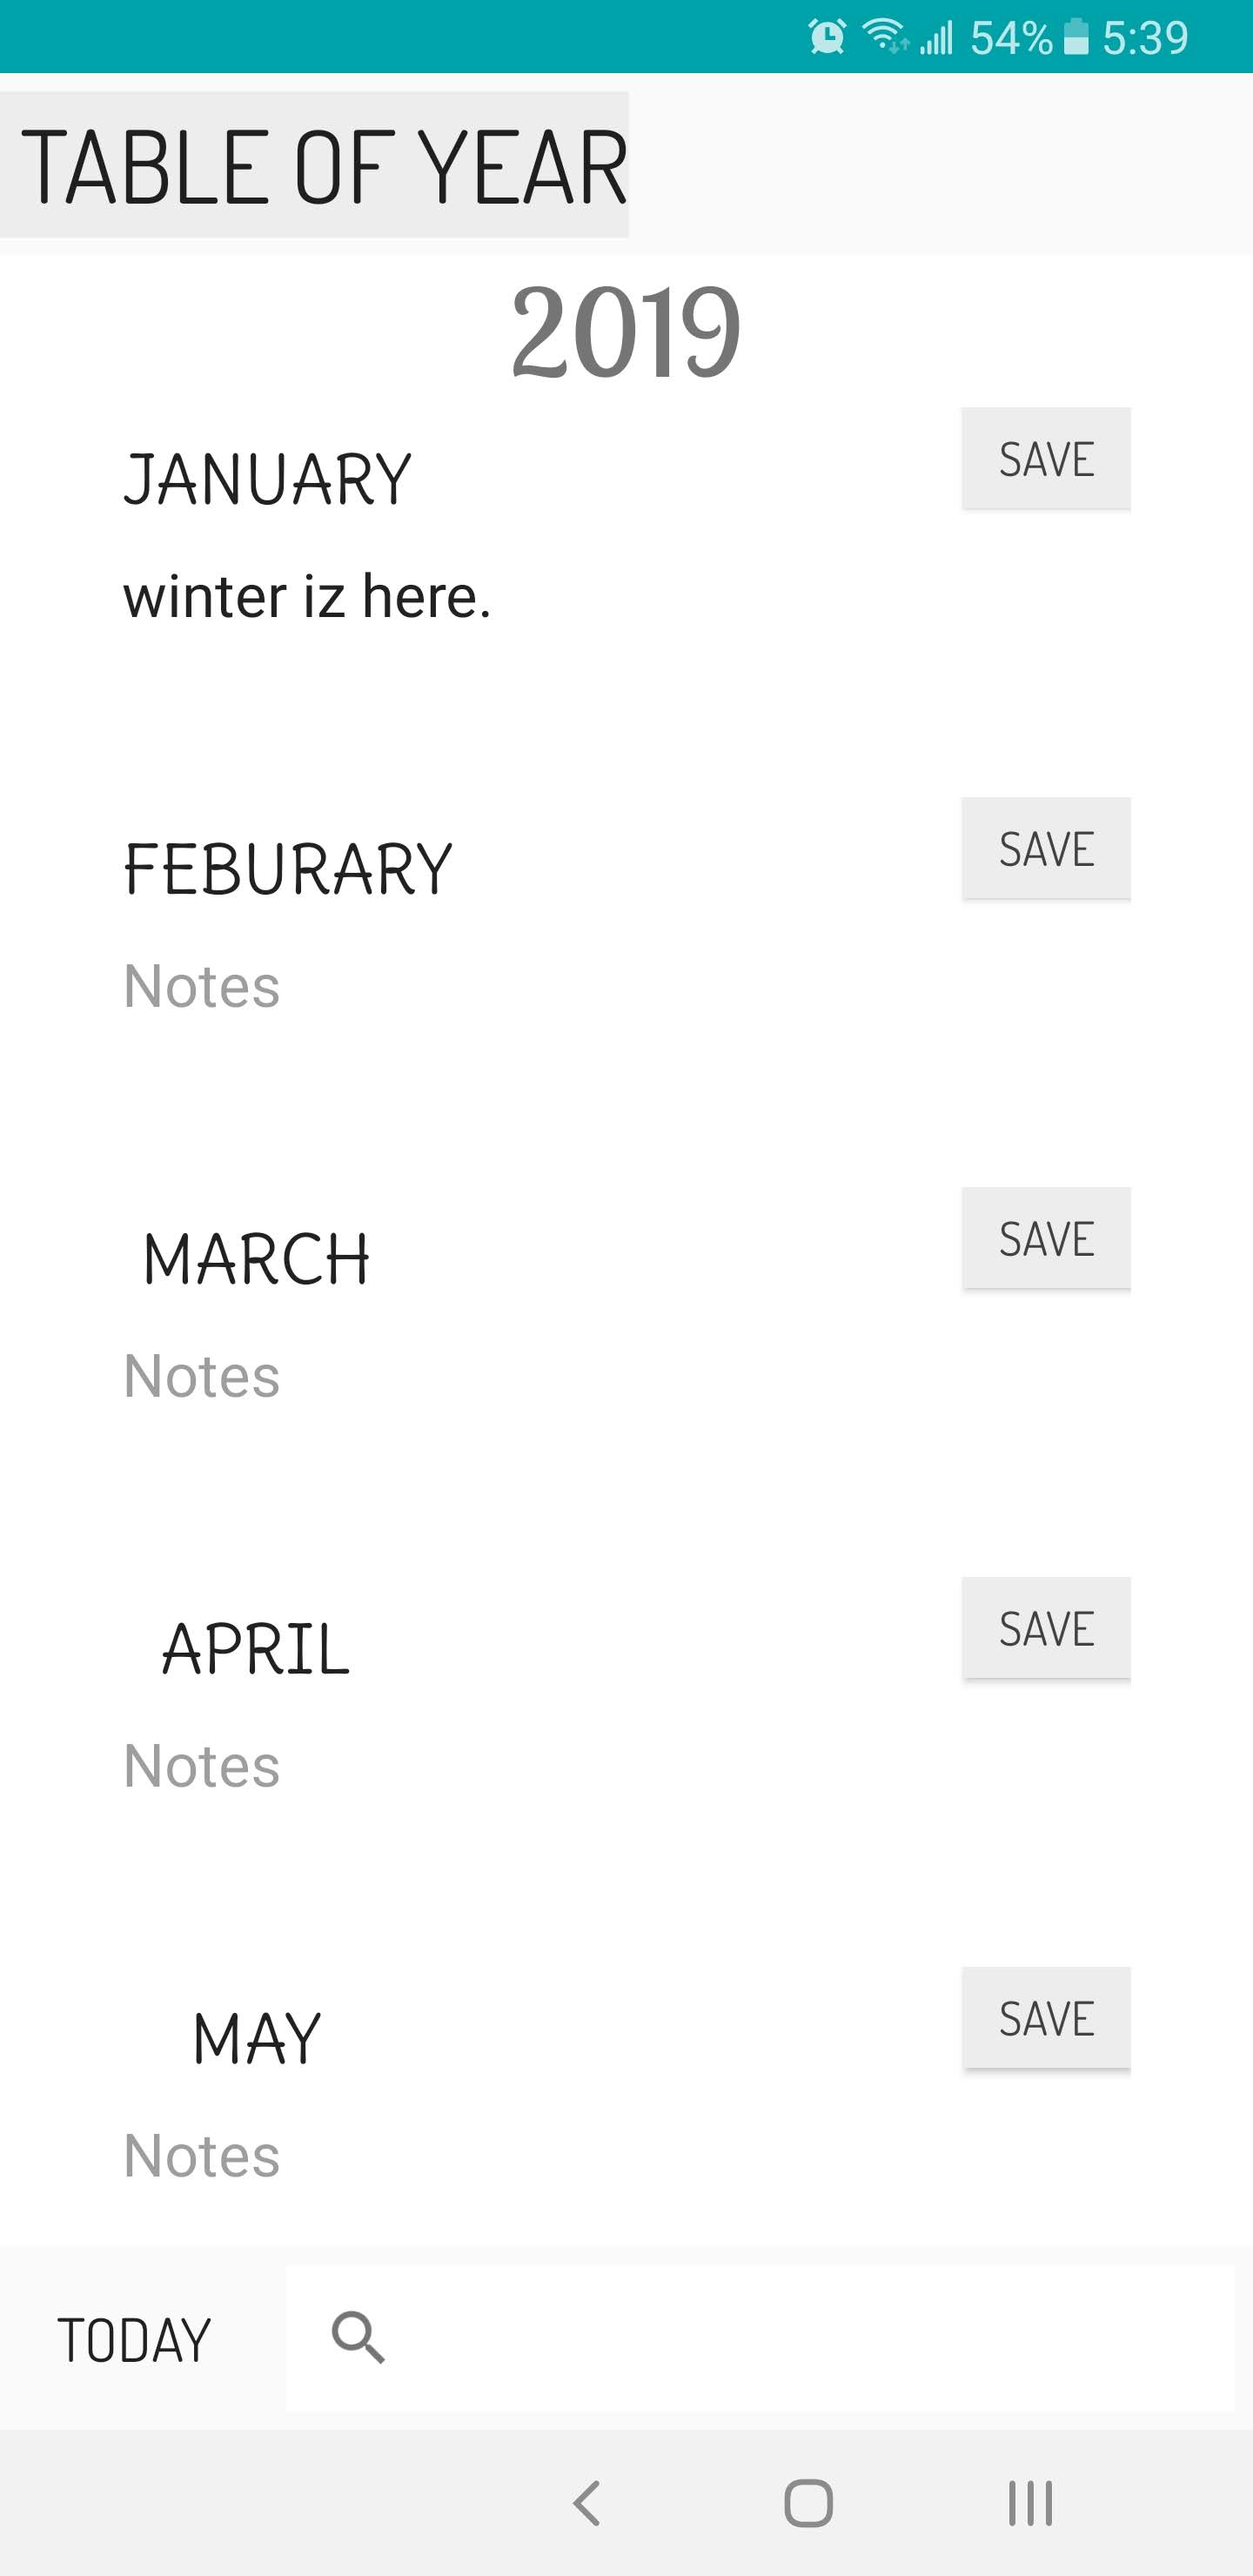 54% 5:39
TABLE OF YEAR
2019
JANUARY SAVE
winter iz here.
FEBURARY SAVE
Notes
MARCH SAVE
Notes
APRIL SAVE
Notes
MAY SAVE
Notes
TODAY